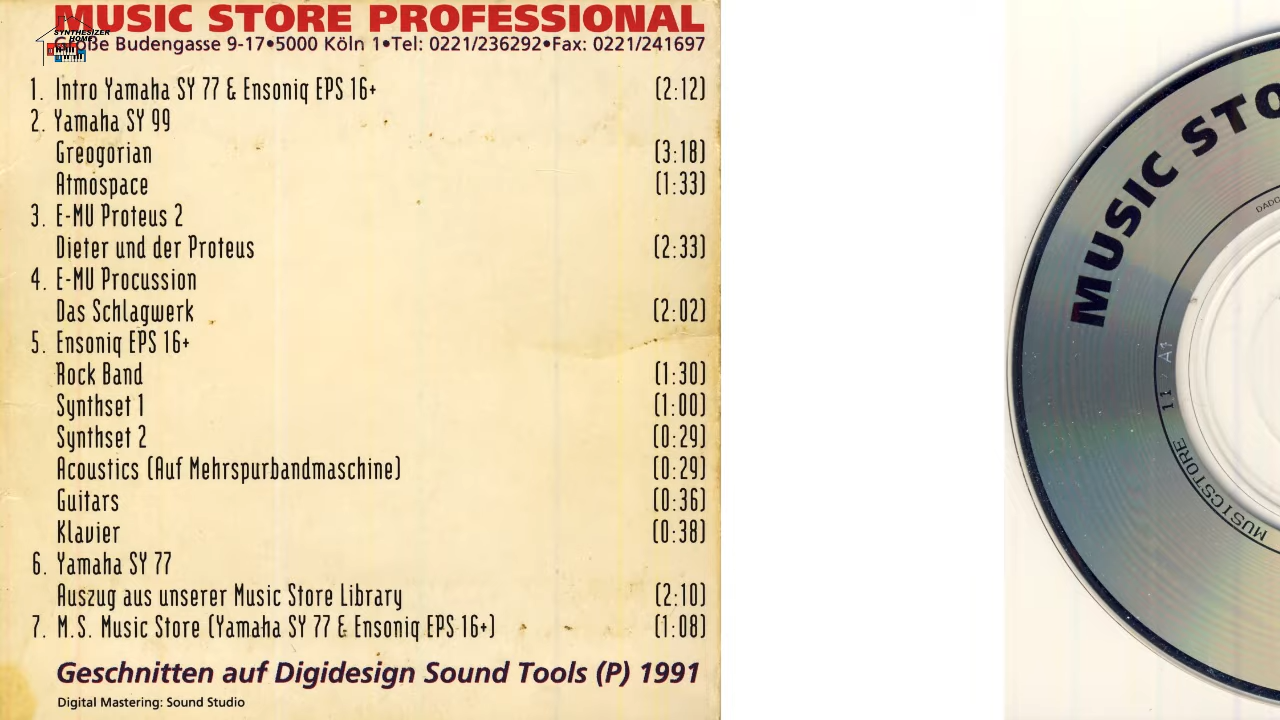 MUSIC STORE PROFESSIONAL
SYNTHESIZER
HOME
Große Budengasse 9-17•5000 Köln 1•Tel: 0221/236292•Fax: 0221/241697
1. Intro Yamaha SY 77 & Ensoniq EPS 16+ (2:12)
2. Yamaha SY 99
Greogorian (3:18)
Atmospace (1:33)
3. E-MU Proteus 2
Dieter und der Proteus (2:33)
4. E-MU Procussion
Das Schlagwerk (2:02)
5. Ensoniq EPS 16+
Rock Band (1:30)
Synthset 1 (1:00)
Synthset 2 (0:29)
Acoustics (Auf Mehrspurbandmaschine) (0:29)
Guitars (0:36)
Klavier (0:38)
6. Yamaha SY 77
Auszug aus unserer Music Store Library (2:10)
7. M.S. Music Store (Yamaha SY 77 & Ensoniq EPS 16+) (1:08)
Geschnitten auf Digidesign Sound Tools (P) 1991
Digital Mastering: Sound Studio
MUSIC STO
DADC
MUSICSTORE